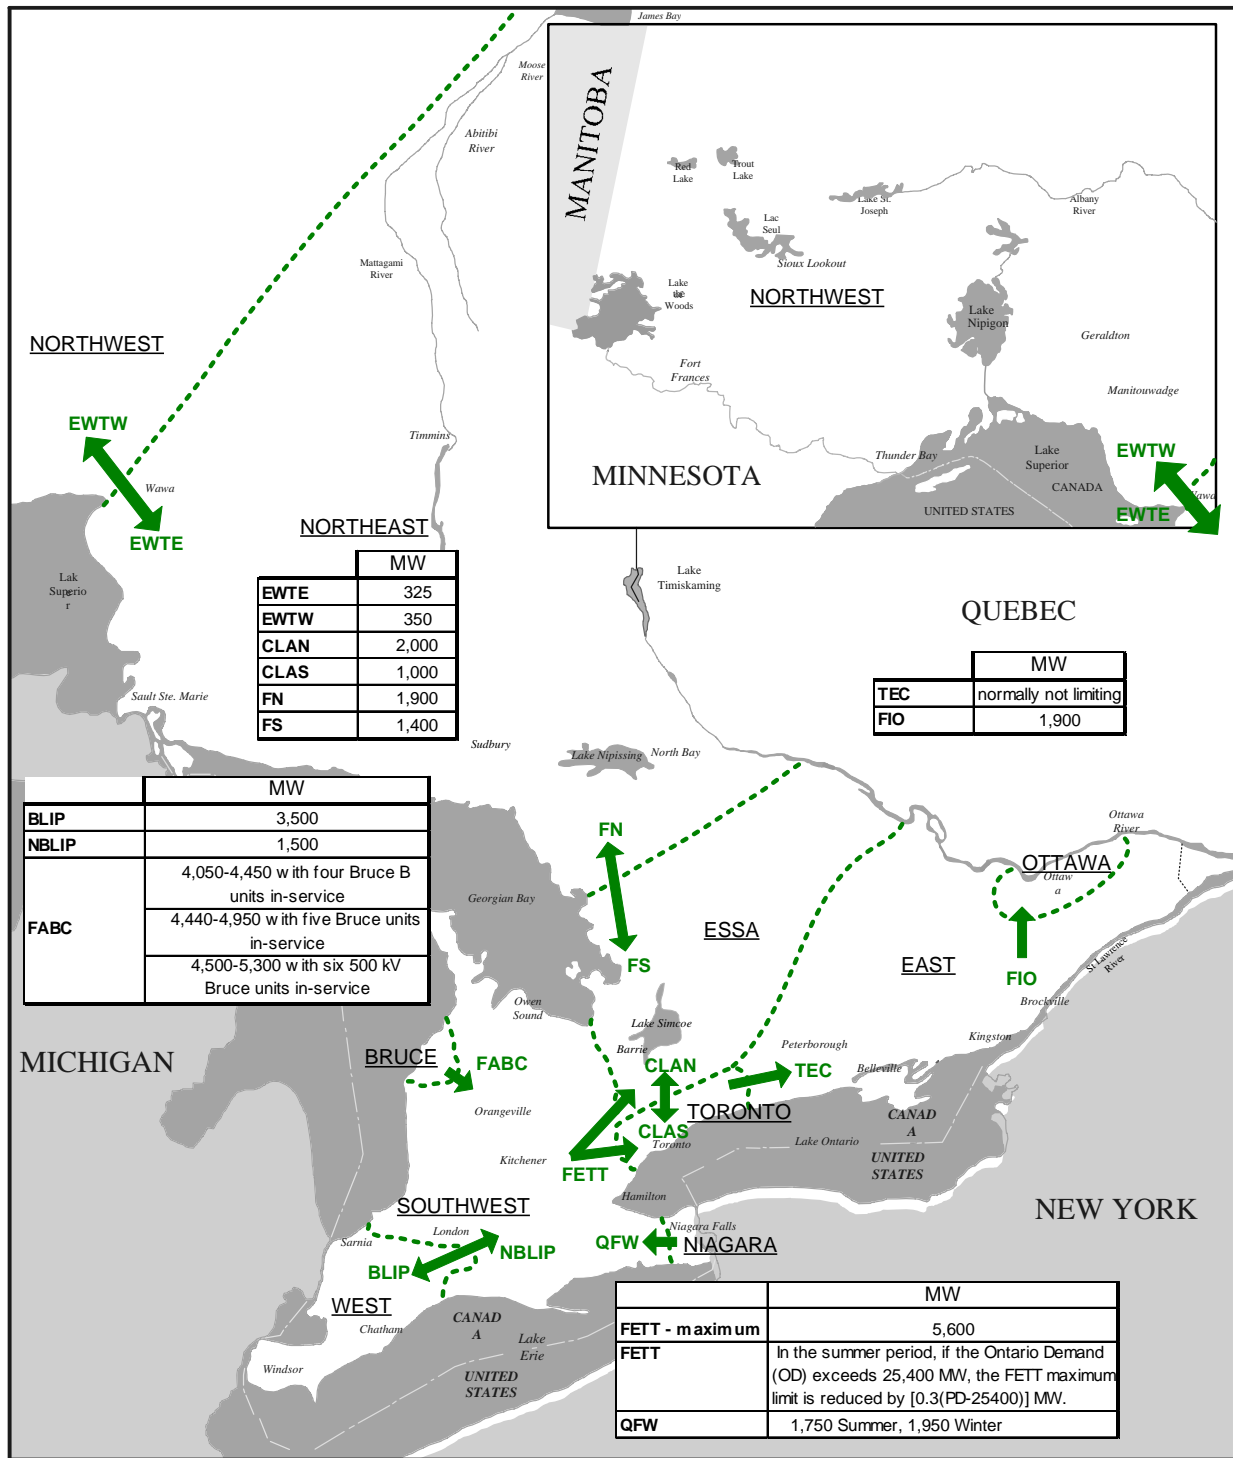 James Bay
Moose
River
Abitibi
River
Mattagami
River
NORTHWEST
EWTW
Wawa
EWTE
Timmins
NORTHEAST
MANITOBA
Red
Lake
Trout
Lake
Lake St.
Joseph
Albany
River
Lac
Seul
Sioux Lookout
Lake
of the
Woods
NORTHWEST
Lake
Nipigon
Geraldton
Fort
Frances
Manitouwadge
Thunder Bay
Lake
Superior
MINNESOTA
CANADA
UNITED STATES
EWTW
Wawa
EWTE
Lak
e
Superio
r
MW
EWTE 325
EWTW 350
CLAN 2,000
CLAS 1,000
FN 1,900
FS 1,400
Lake
Timiskaming
QUEBEC
MW
TEC normally not limiting
FIO 1,900
Sault Ste. Marie
Sudbury
Lake Nipissing
North Bay
MW
BLIP 3,500
NBLIP 1,500
FABC
4,050-4,450 with four Bruce B
units in-service
4,440-4,950 with five Bruce units
in-service
4,500-5,300 with six 500 kV
Bruce units in-service
FN
FS
Georgian Bay
ESSA
EAST
Ottawa
River
OTTAWA
Ottaw
a
FIO
St Lawrence
River
Brockville
Kingston
Owen
Sound
Lake Simcoe
Barrie
Peterborough
Belleville
MICHIGAN
BRUCE
FABC
Orangeville
CLAN
TEC
TORONTO
CLAS
Toronto
CANAD
A
Lake Ontario
UNITED
STATES
Kitchener
FETT
Hamilton
NEW YORK
SOUTHWEST
London
Sarnia
NBLIP
BLIP
Niagara Falls
QFW
NIAGARA
WEST
Chatham
CANAD
A
Lake
Erie
Windsor
UNITED
STATES
MW
FETT - maximum 5,600
FETT
In the summer period, if the Ontario Demand
(OD) exceeds 25,400 MW, the FETT maximum
limit is reduced by [0.3(PD-25400)] MW.
QFW 1,750 Summer, 1,950 Winter